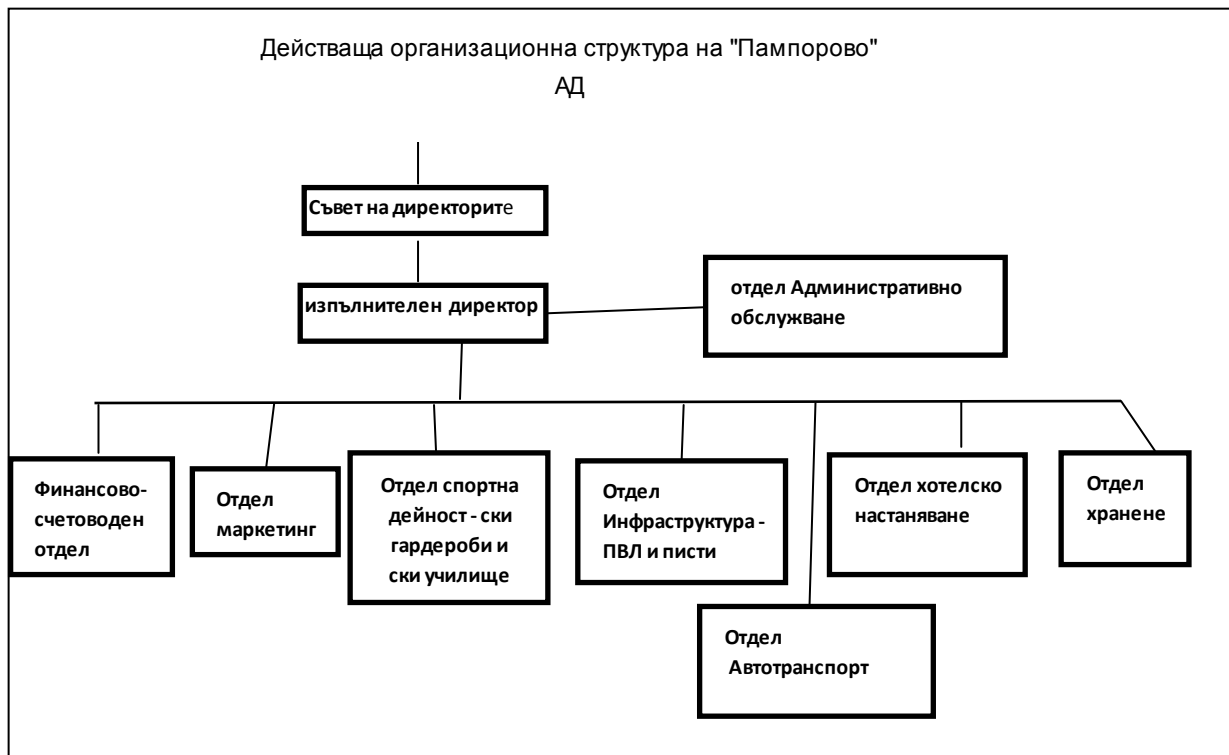 Действаща организационна структура на "Пампорово"
АД
Съвет на директорите
изпълнителен директор
отдел Административно
обслужване
Финансово-
счетоводен
отдел
Отдел
маркетинг
Отдел спортна
дейност - ски
гардероби и
ски училище
Отдел
Инфраструктура -
ПВЛ и писти
Отдел хотелско
настаняване
Отдел
хранене
Отдел
Автотранспорт